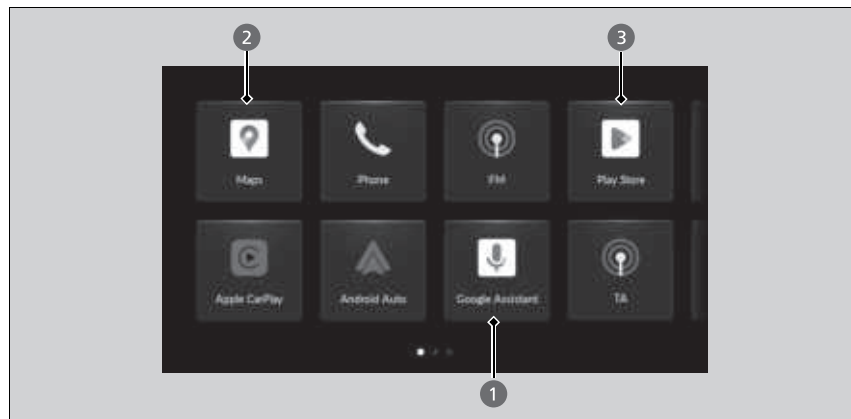 2 3
Maps Phone FM Play Store
Apple CarPlay Android Auto Google Assistant TA
1